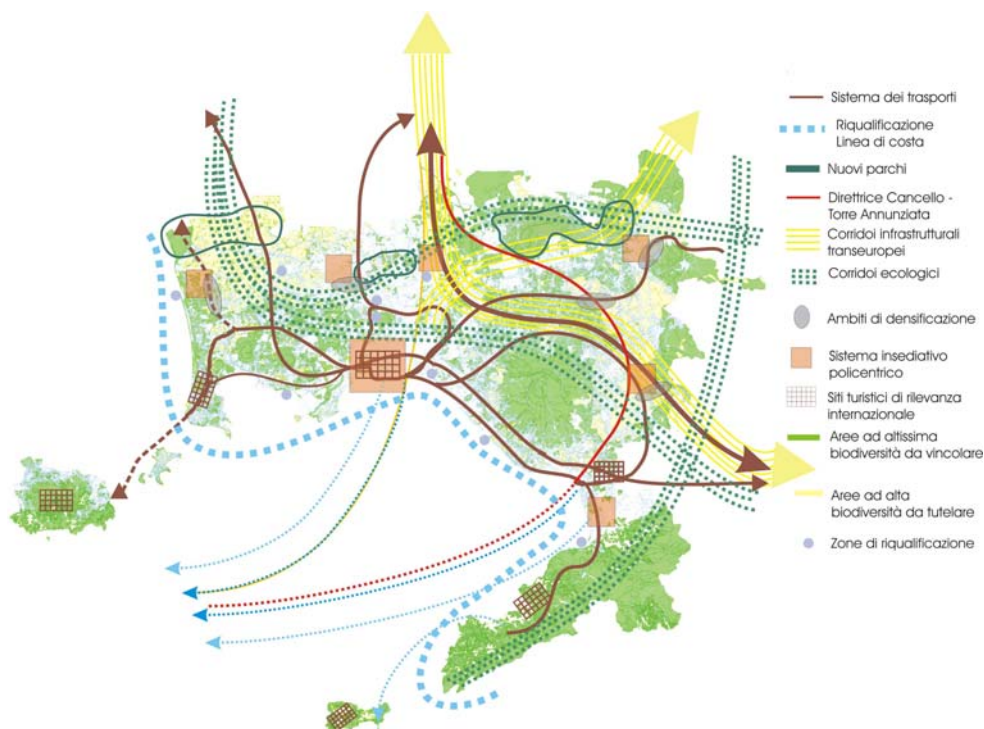 Sistema dei trasporti
Riqualificazione
Linea di costa
Nuovi parchi
Direttrice Cancello -
Torre Annunziata
Corridoi infrastrutturali
transeuropei
Corridoi ecologici
Ambiti di densificazione
Sistema insediativo
policentrico
Siti turistici di rilevanza
internazionale
Aree ad altissima
biodiversità da vincolare
Aree ad alta
biodiversità da tutelare
Zone di riqualificazione